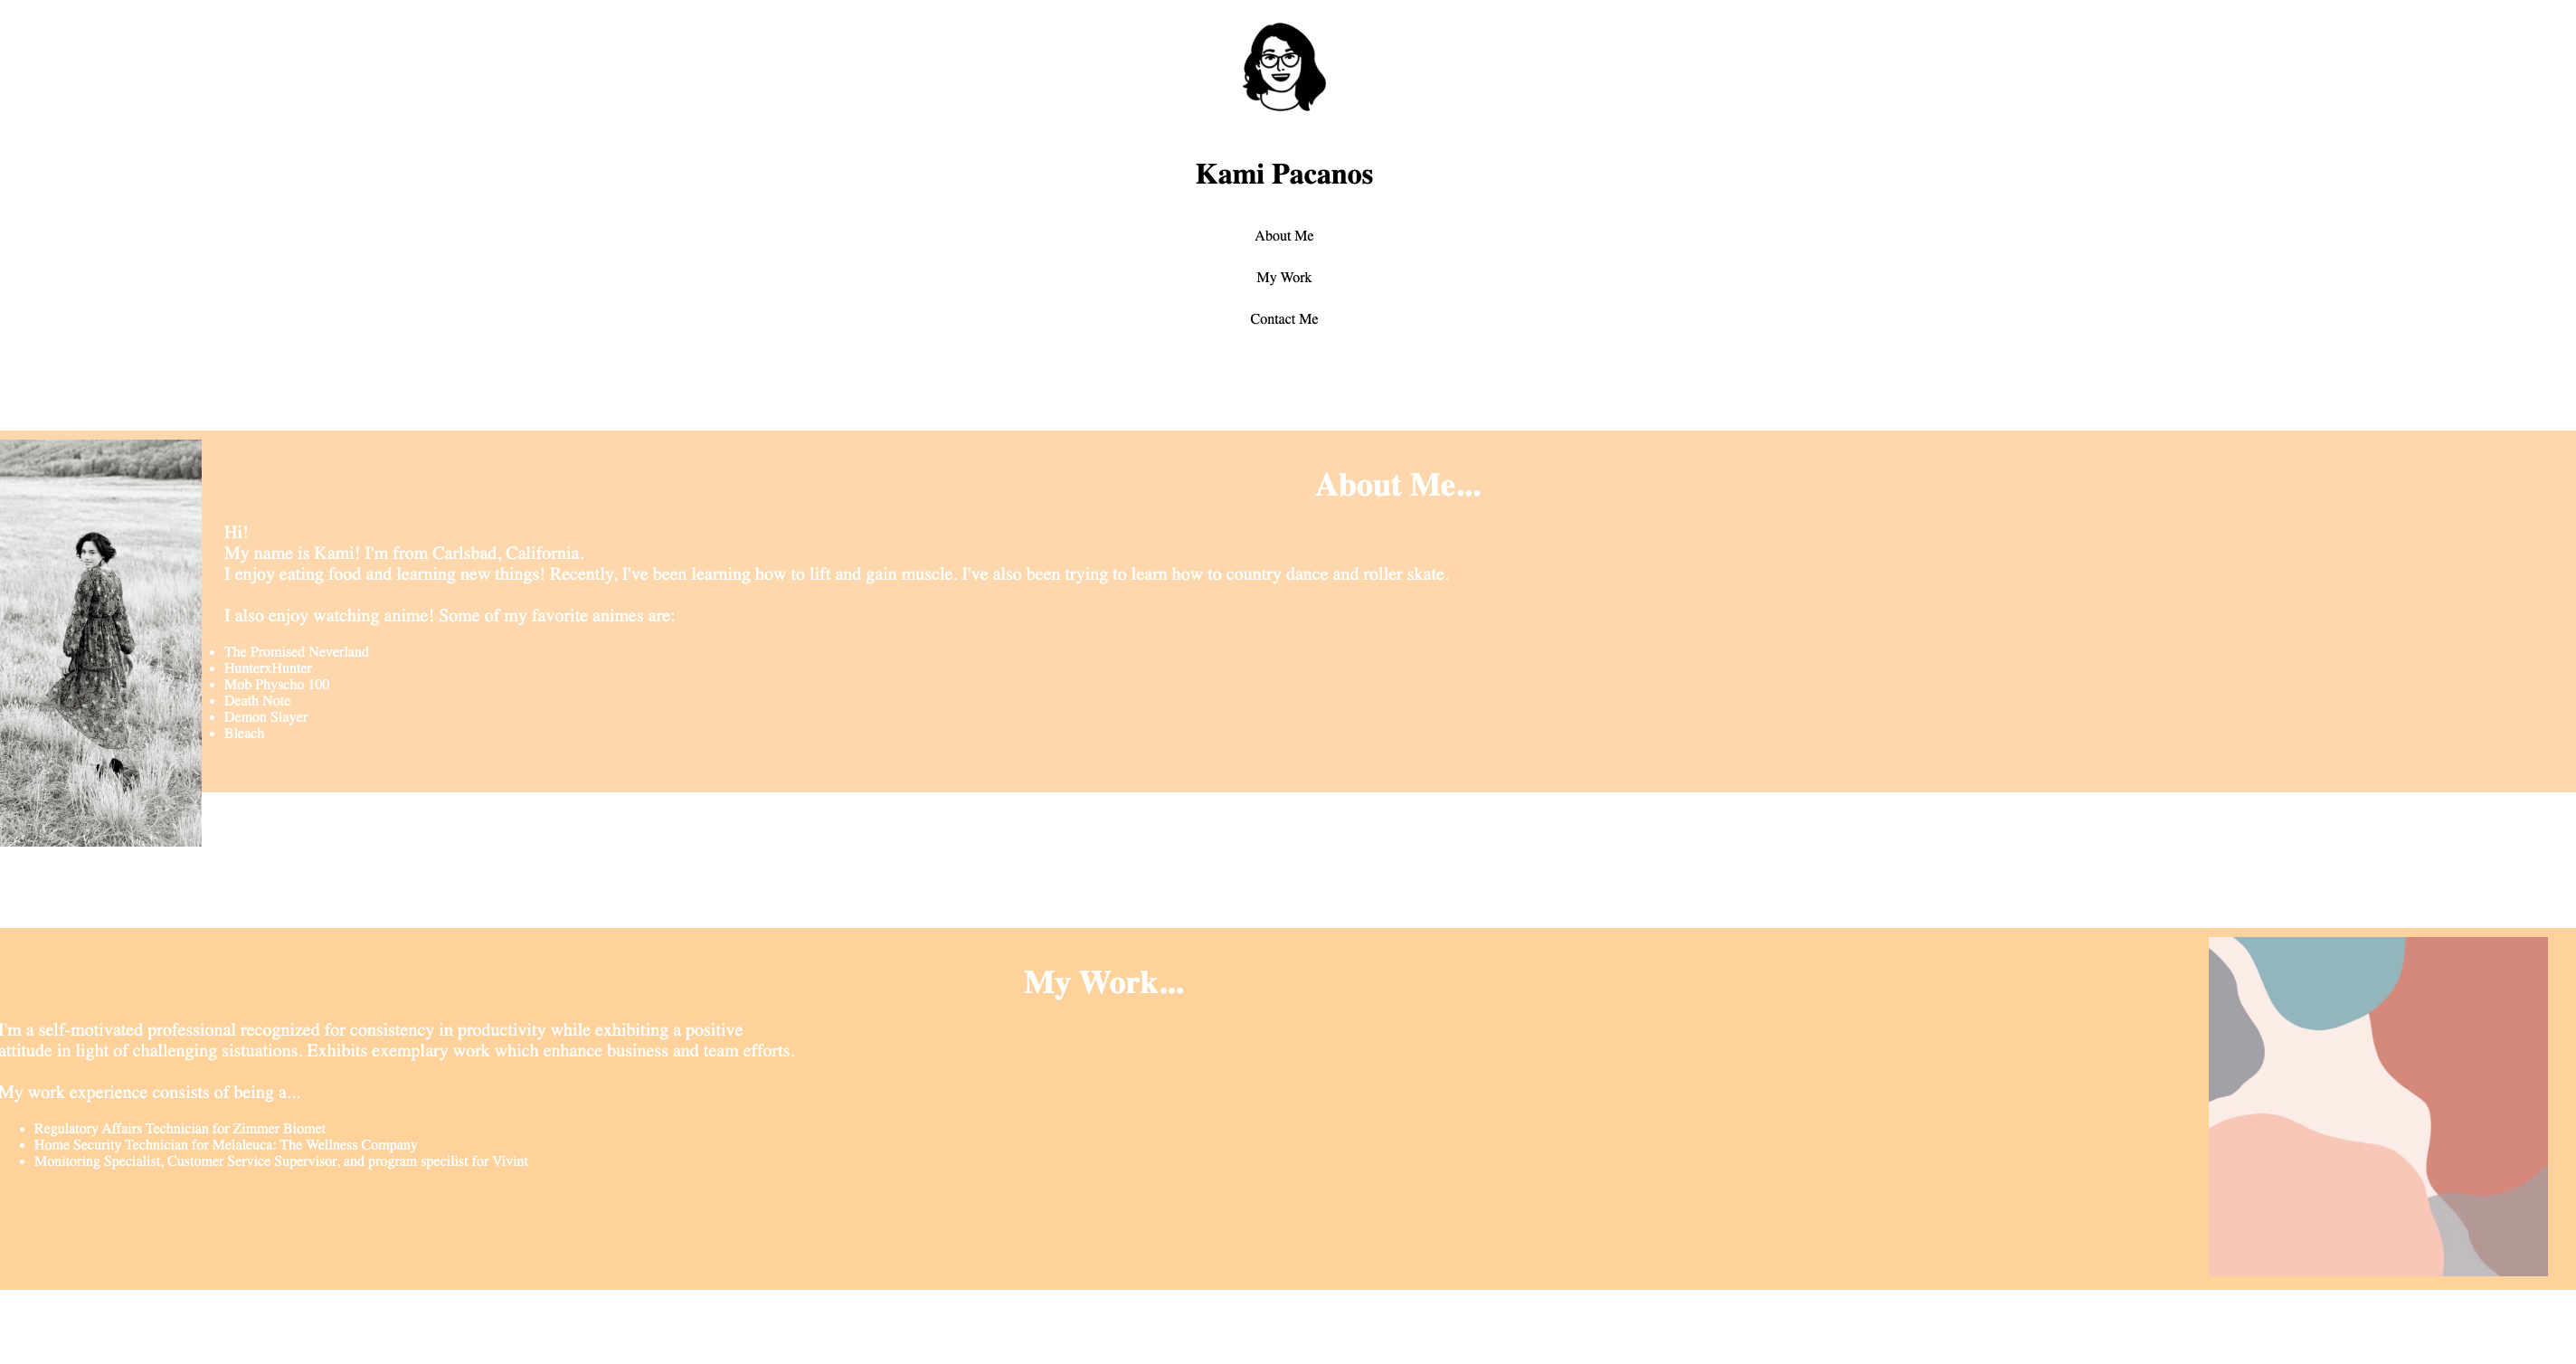 Kami Pacanos
About Me
My Work
Contact Me
About Me...
Hi!
My name is Kami! I'm from Carlsbad, California.
I enjoy eating food and learning new things! Recently, I've been learning how to lift and gain muscle. I've also been trying to learn how to country dance and roller skate.
I also enjoy watching anime! Some of my favorite animes are:
The Promised Neverland
HunterxHunter
Mob Physcho 100
Death Note
Demon Slayer
Bleach
My Work...
I'm a self-motivated professional recognized for consistency in productivity while exhibiting a positive
attitude in light of challenging sistuations. Exhibits exemplary work which enhance business and team efforts.
My work experience consists of being a...
Regulatory Affairs Technician for Zimmer Biomet
Home Security Technician for Melaleuca: The Wellness Company
Monitoring Specialist, Customer Service Supervisor, and program specilist for Vivint